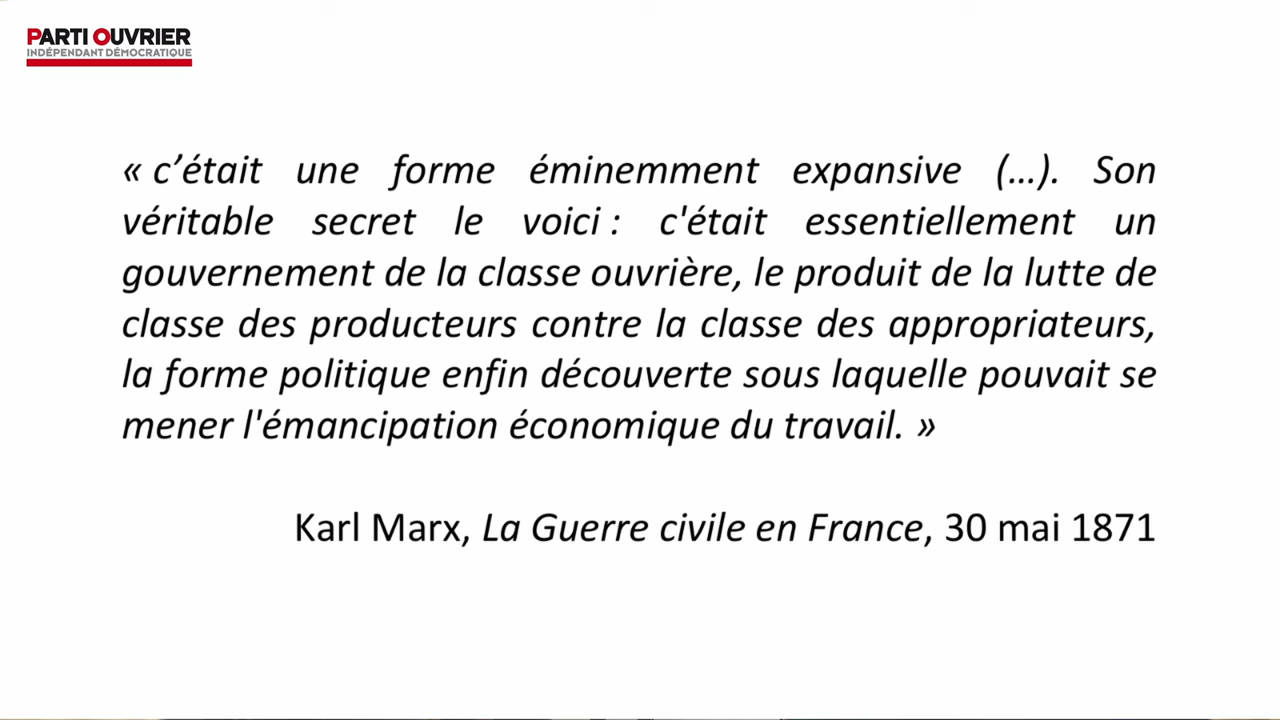 PARTI OUVRIER
INDÉPENDANT DÉMOCRATIQUE
« c’était une forme éminemment expansive (…). Son
véritable secret le voici : c'était essentiellement un
gouvernement de la classe ouvrière, le produit de la lutte de
classe des producteurs contre la classe des appropriateurs,
la forme politique enfin découverte sous laquelle pouvait se
mener l'émancipation économique du travail. »
Karl Marx, La Guerre civile en France, 30 mai 1871